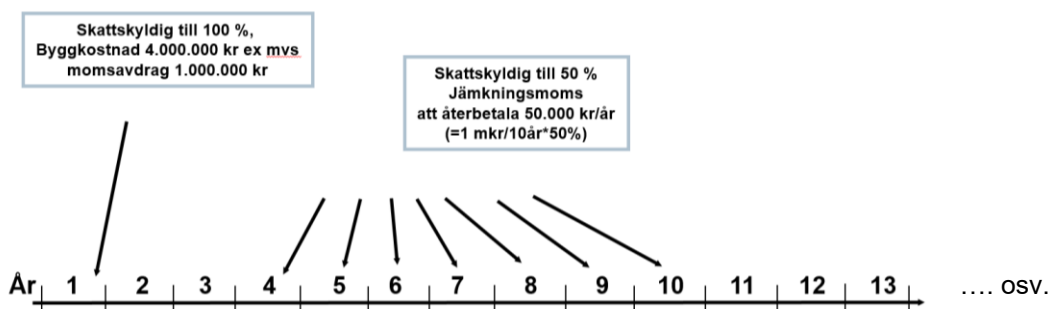 Skattskyldig till 100 %,
Byggkostnad 4.000.000 kr ex mvs
momsavdrag 1.000.000 kr
Skattskyldig till 50 %
Jämkningsmoms
att återbetala 50.000 kr/år
(=1 mkr/10år*50%)
År 1 2 3 4 5 6 7 8 9 10 11 12 13 .... osv.